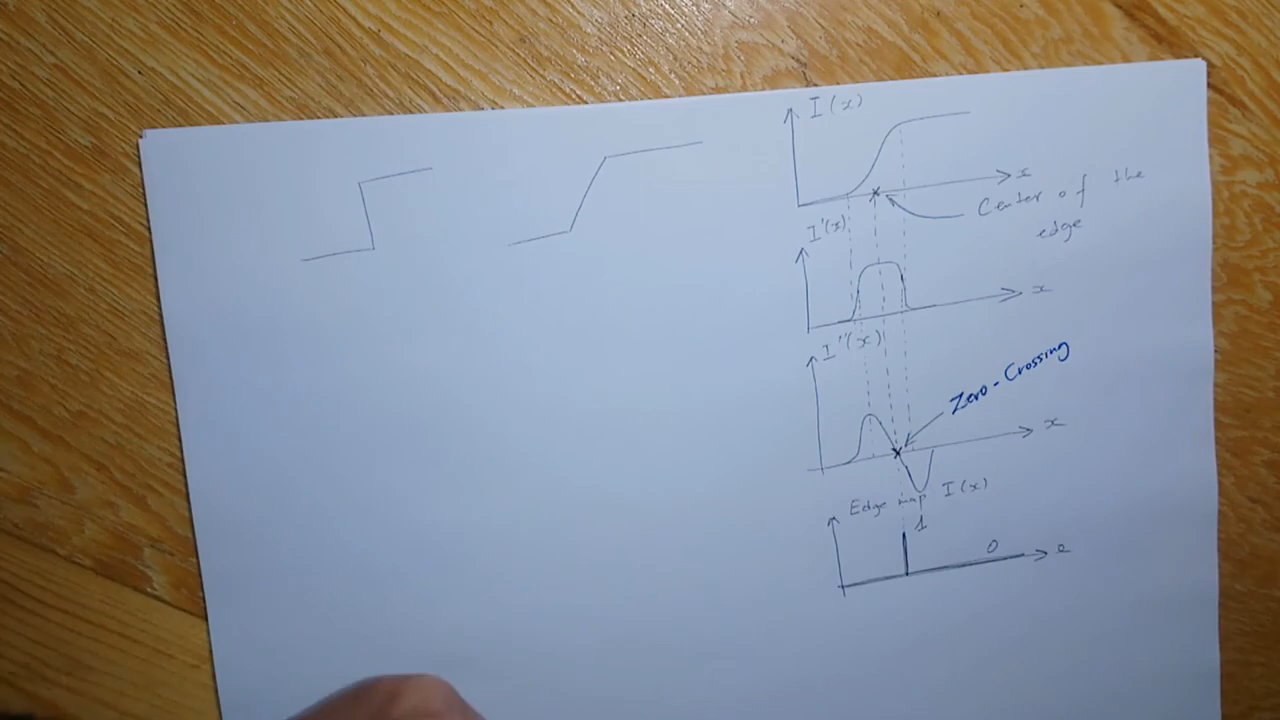 I(x)
x
Center of the
edge
I'(x)
x
I''(x)
Zero-Crossing
x
Edge map I(x)
1
0
e